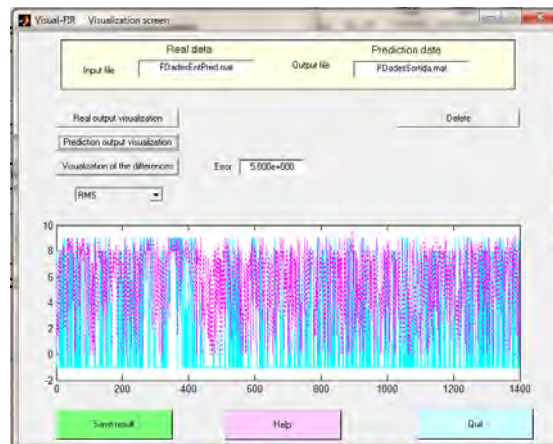 Visual-FIR Visualization screen
Real data
Prediction data
Input file
FDadesEntPred.mat
Output file
FDadesSortida.mat
Real output visualization
Delete
Prediction output visualization
Visualization of the differences
Error
5.800e+000
RMS
10
8
6
4
2
0
-2
0 200 400 600 800 1000 1200 1400
Save result
Help
Quit